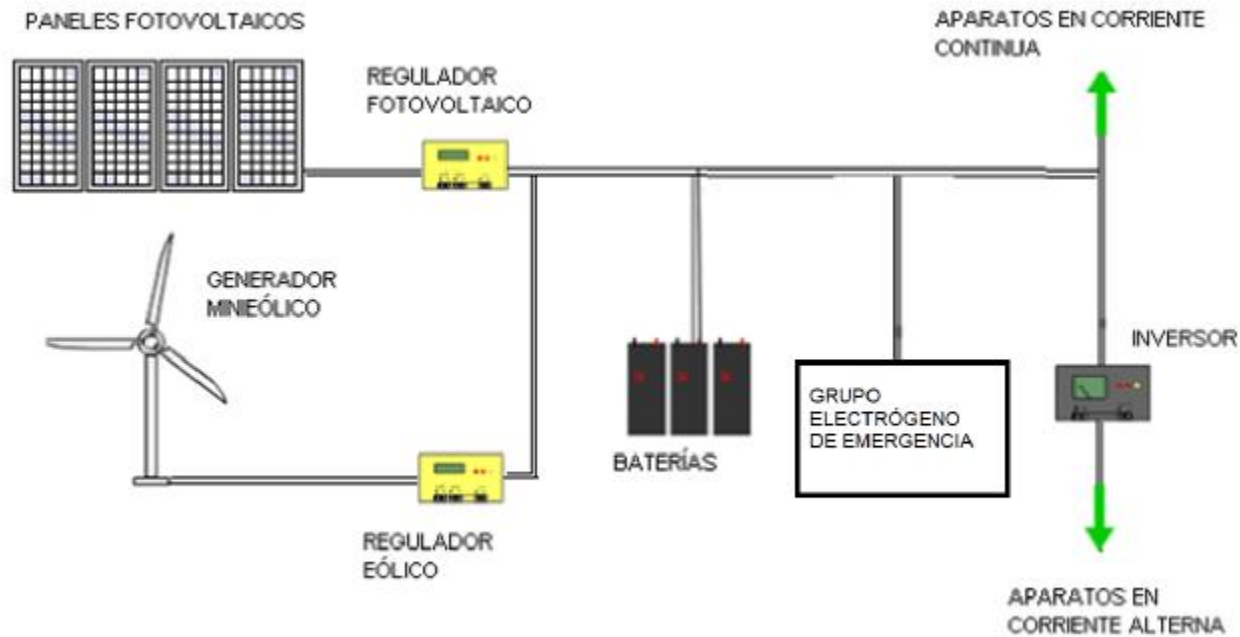 PANELES FOTOVOLTAICOS
APARATOS EN CORRIENTE
CONTINUA
REGULADOR
FOTOVOLTAICO
GENERADOR
MINIEÓLICO
INVERSOR
GRUPO
ELECTRÓGENO
DE EMERGENCIA
BATERÍAS
REGULADOR
EÓLICO
APARATOS EN
CORRIENTE ALTERNA